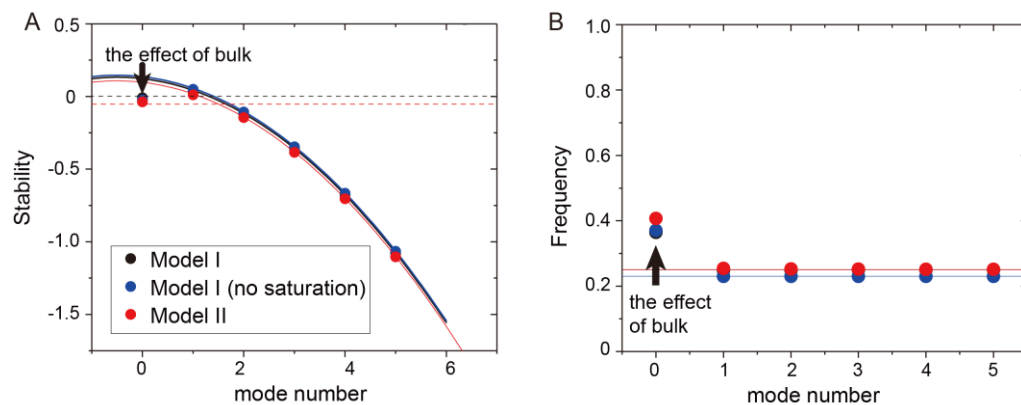 A
the effect of bulk
Stability
0.5
0
-0.5
-1.0
-1.5
Model I
Model I (no saturation)
Model II
0 2 4 6
mode number
B
Frequency
1.0
0.8
0.6
0.4
0.2
0
the effect
of bulk
0 1 2 3 4 5
mode number